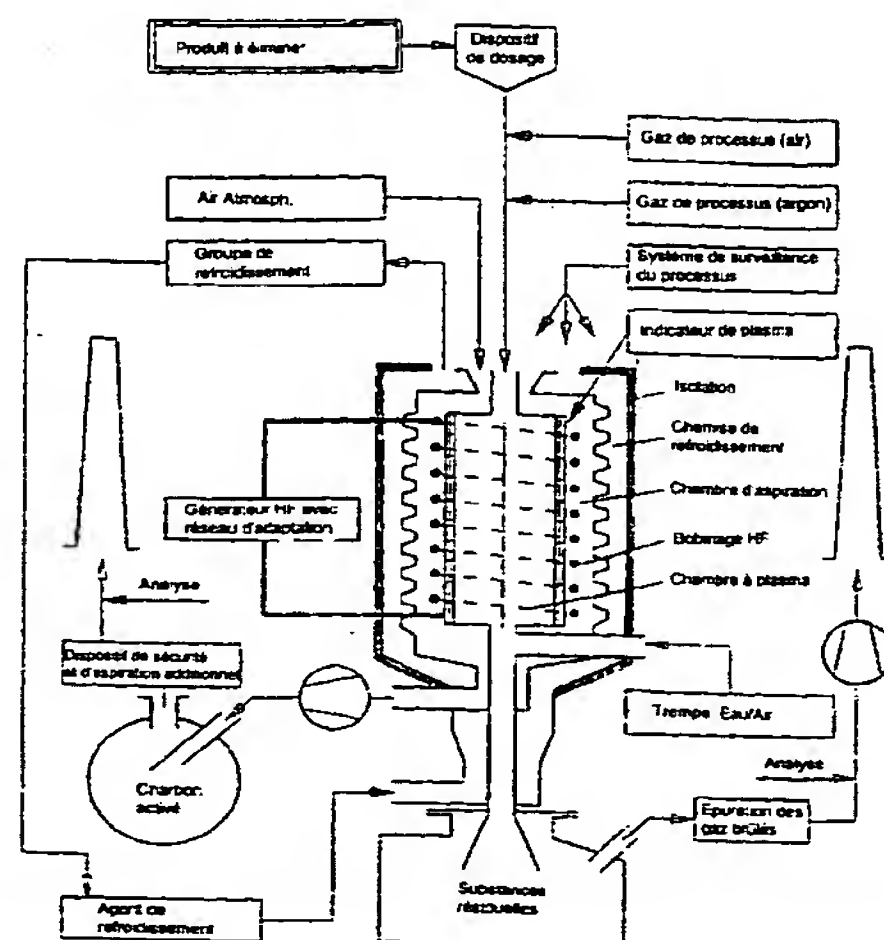 Produit à éliminer
Dispositif
de dosage
Gaz de processus (air)
Air Atmosph.
Gaz de processus (argon)
Groupe de
refroidissement
Système de surveillance
du processus
Indicateur de plasma
Isolation
Chemise de
refroidissement
Chambre d'aspiration
Générateur HF avec
réseau d'adaptation
Bobinage HF
Chambre à plasma
Analyse
Dispositif de sécurité
et d'aspiration additionnel
Trempe Eau/Air
Analyse
Charbon
activé
Epuration des
gaz brûlés
Substances
résiduelles
Agent de
refroidissement